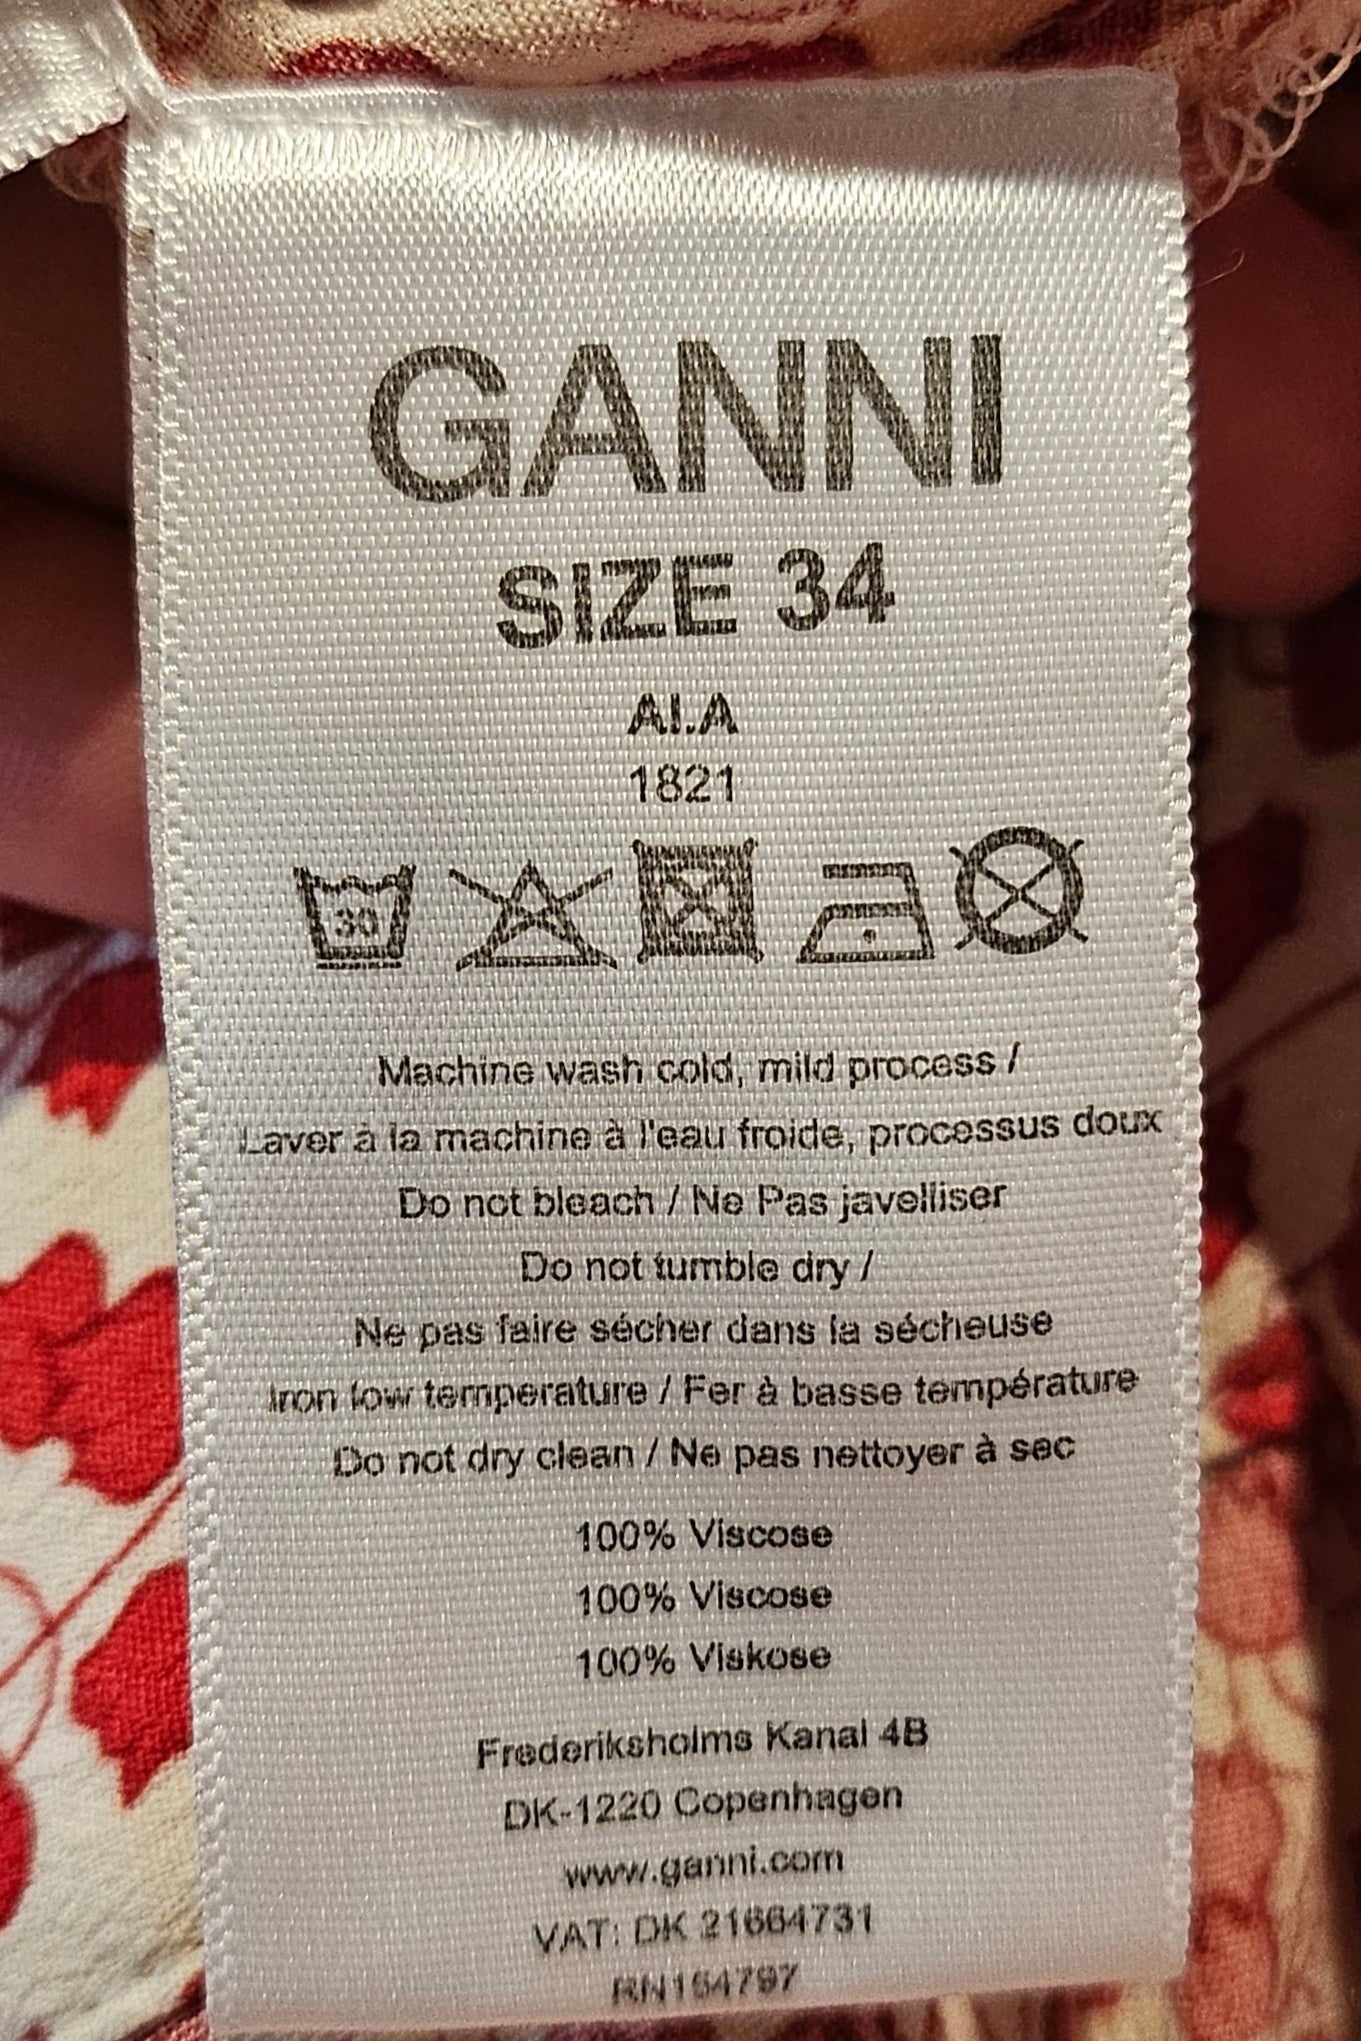 GANNI
SIZE 34
AI.A
1821
30
Machine wash cold, mild process /
Laver à la machine à l'eau froide, processus doux
Do not bleach / Ne Pas javelliser
Do not tumble dry /
Ne pas faire sécher dans la sécheuse
Iron low temperature / Fer à basse température
Do not dry clean / Ne pas nettoyer à sec
100% Viscose
100% Viscose
100% Viskose
Frederiksholms Kanal 4B
DK-1220 Copenhagen
www.ganni.com
VAT: DK 21664731
RN154797